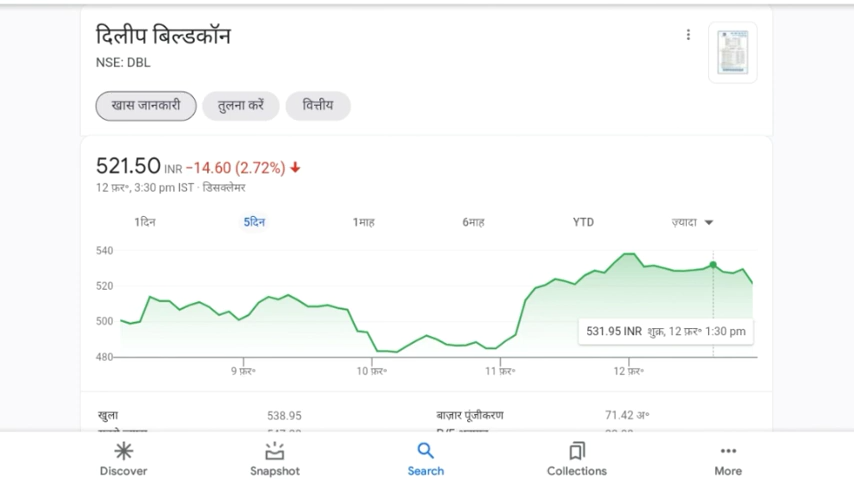 दिलीप बिल्डकॉन
NSE: DBL
खास जानकारी तुलना करें वित्तीय
521.50 INR −14.60 (2.72%)
12 फ़र॰, 3:30 pm IST · डिसक्लेमर
1दिन 5दिन 1माह 6माह YTD ज़्यादा
540
520
500
531.95 INR शुक्र, 12 फ़र॰ 1:30 pm
480
9 फ़र॰ 10 फ़र॰ 11 फ़र॰ 12 फ़र॰
खुला 538.95 बाज़ार पूंजीकरण 71.42 अ॰
Discover Snapshot Search Collections More